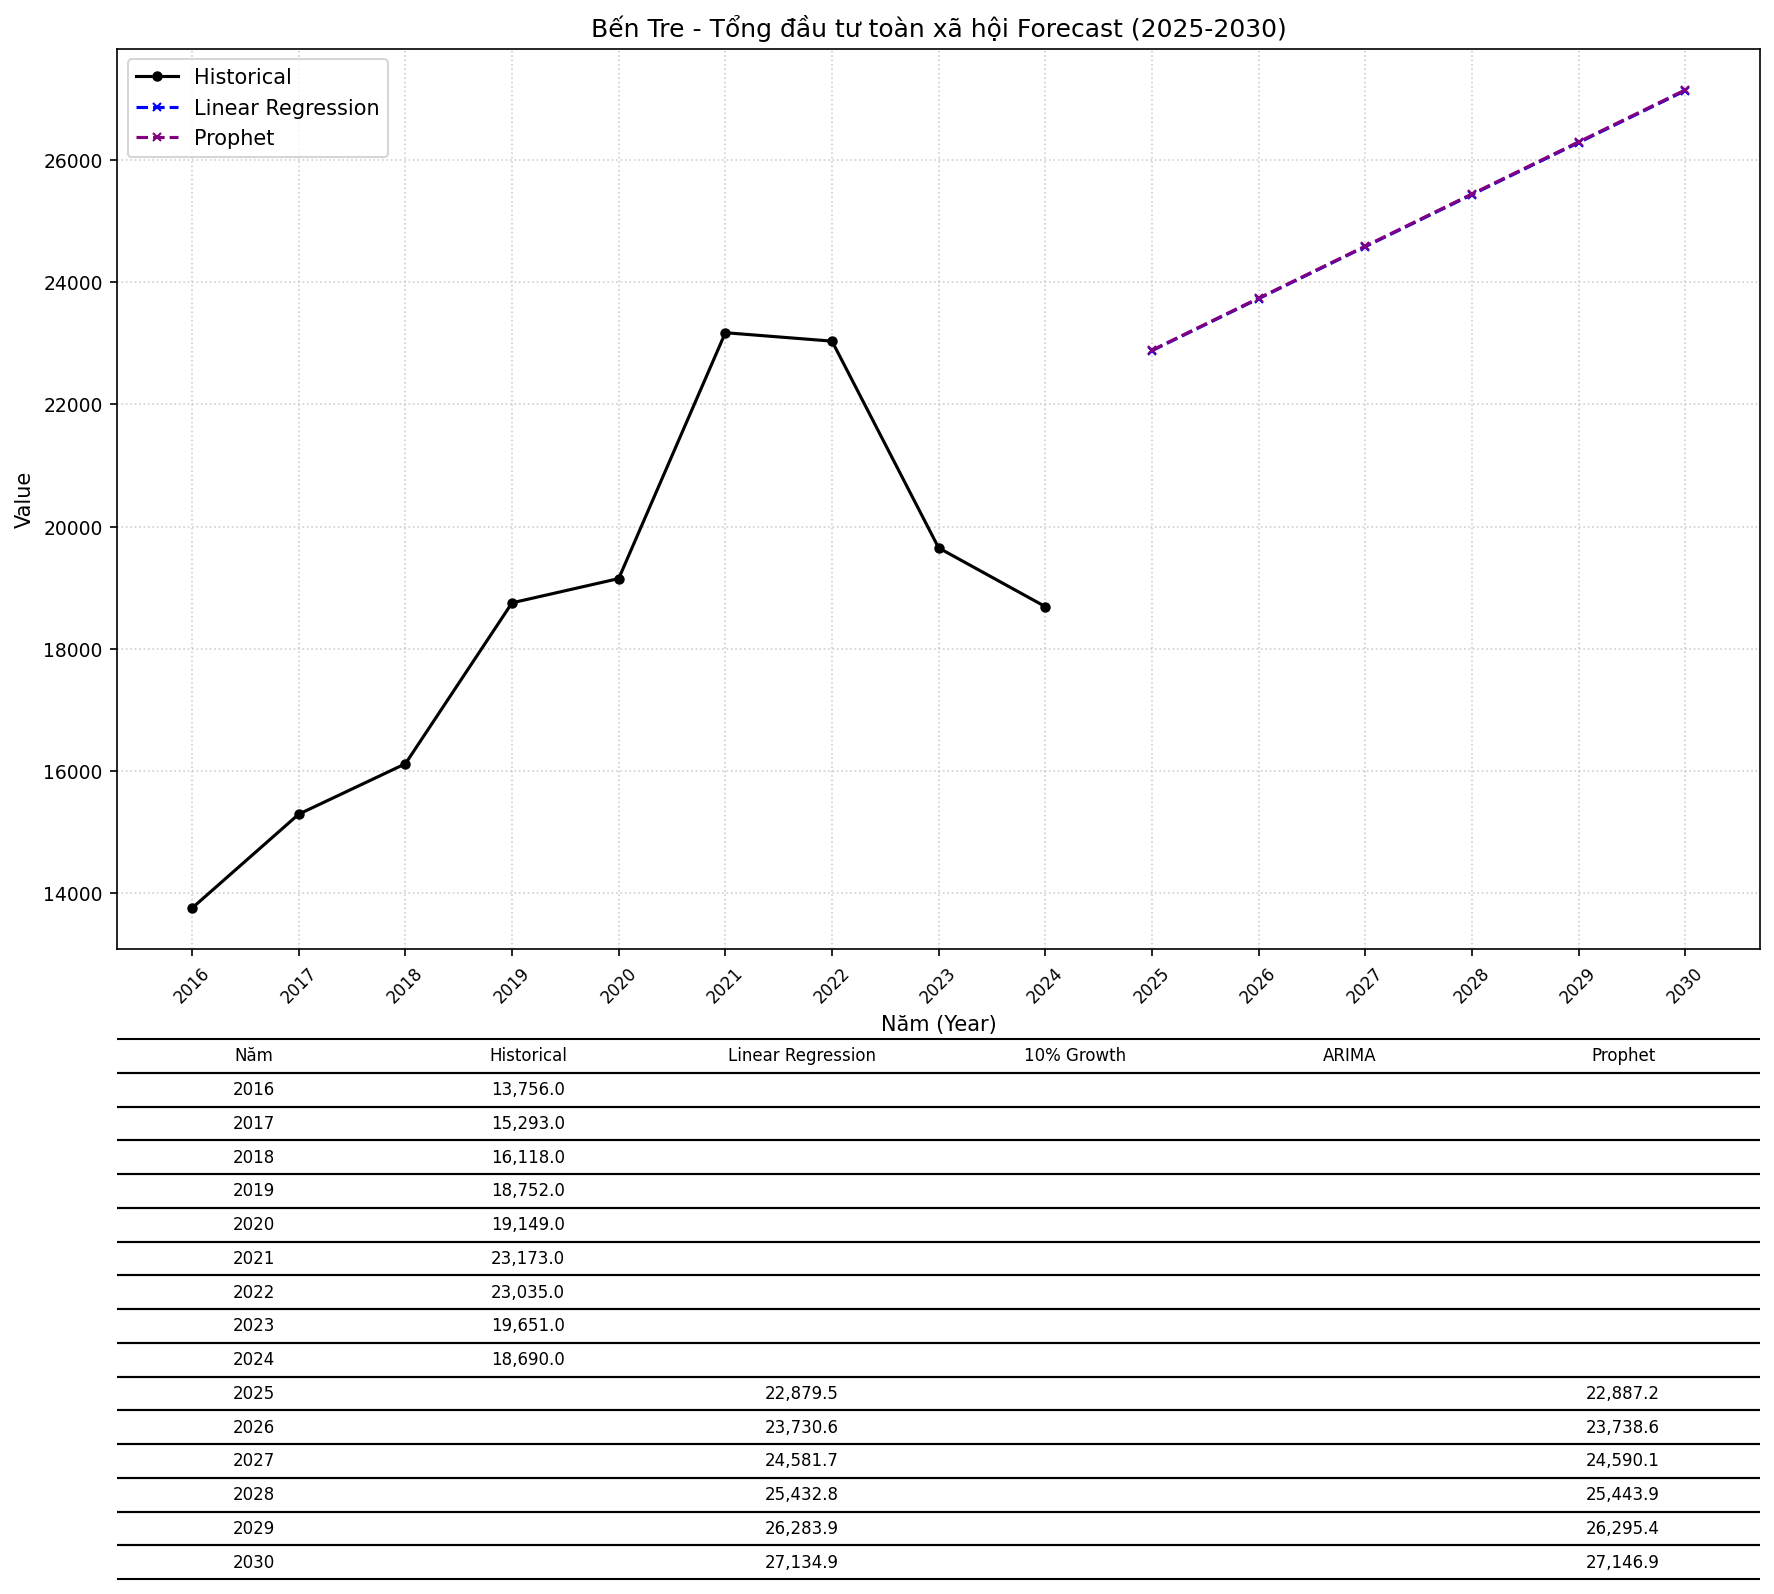 Bến Tre - Tổng đầu tư toàn xã hội Forecast (2025-2030)
Historical
Linear Regression
Prophet
Value
26000
24000
22000
20000
18000
16000
14000
2016 2017 2018 2019 2020 2021 2022 2023 2024 2025 2026 2027 2028 2029 2030
Năm (Year)
Năm Historical Linear Regression 10% Growth ARIMA Prophet
2016 13,756.0
2017 15,293.0
2018 16,118.0
2019 18,752.0
2020 19,149.0
2021 23,173.0
2022 23,035.0
2023 19,651.0
2024 18,690.0
2025 22,879.5 22,887.2
2026 23,730.6 23,738.6
2027 24,581.7 24,590.1
2028 25,432.8 25,443.9
2029 26,283.9 26,295.4
2030 27,134.9 27,146.9